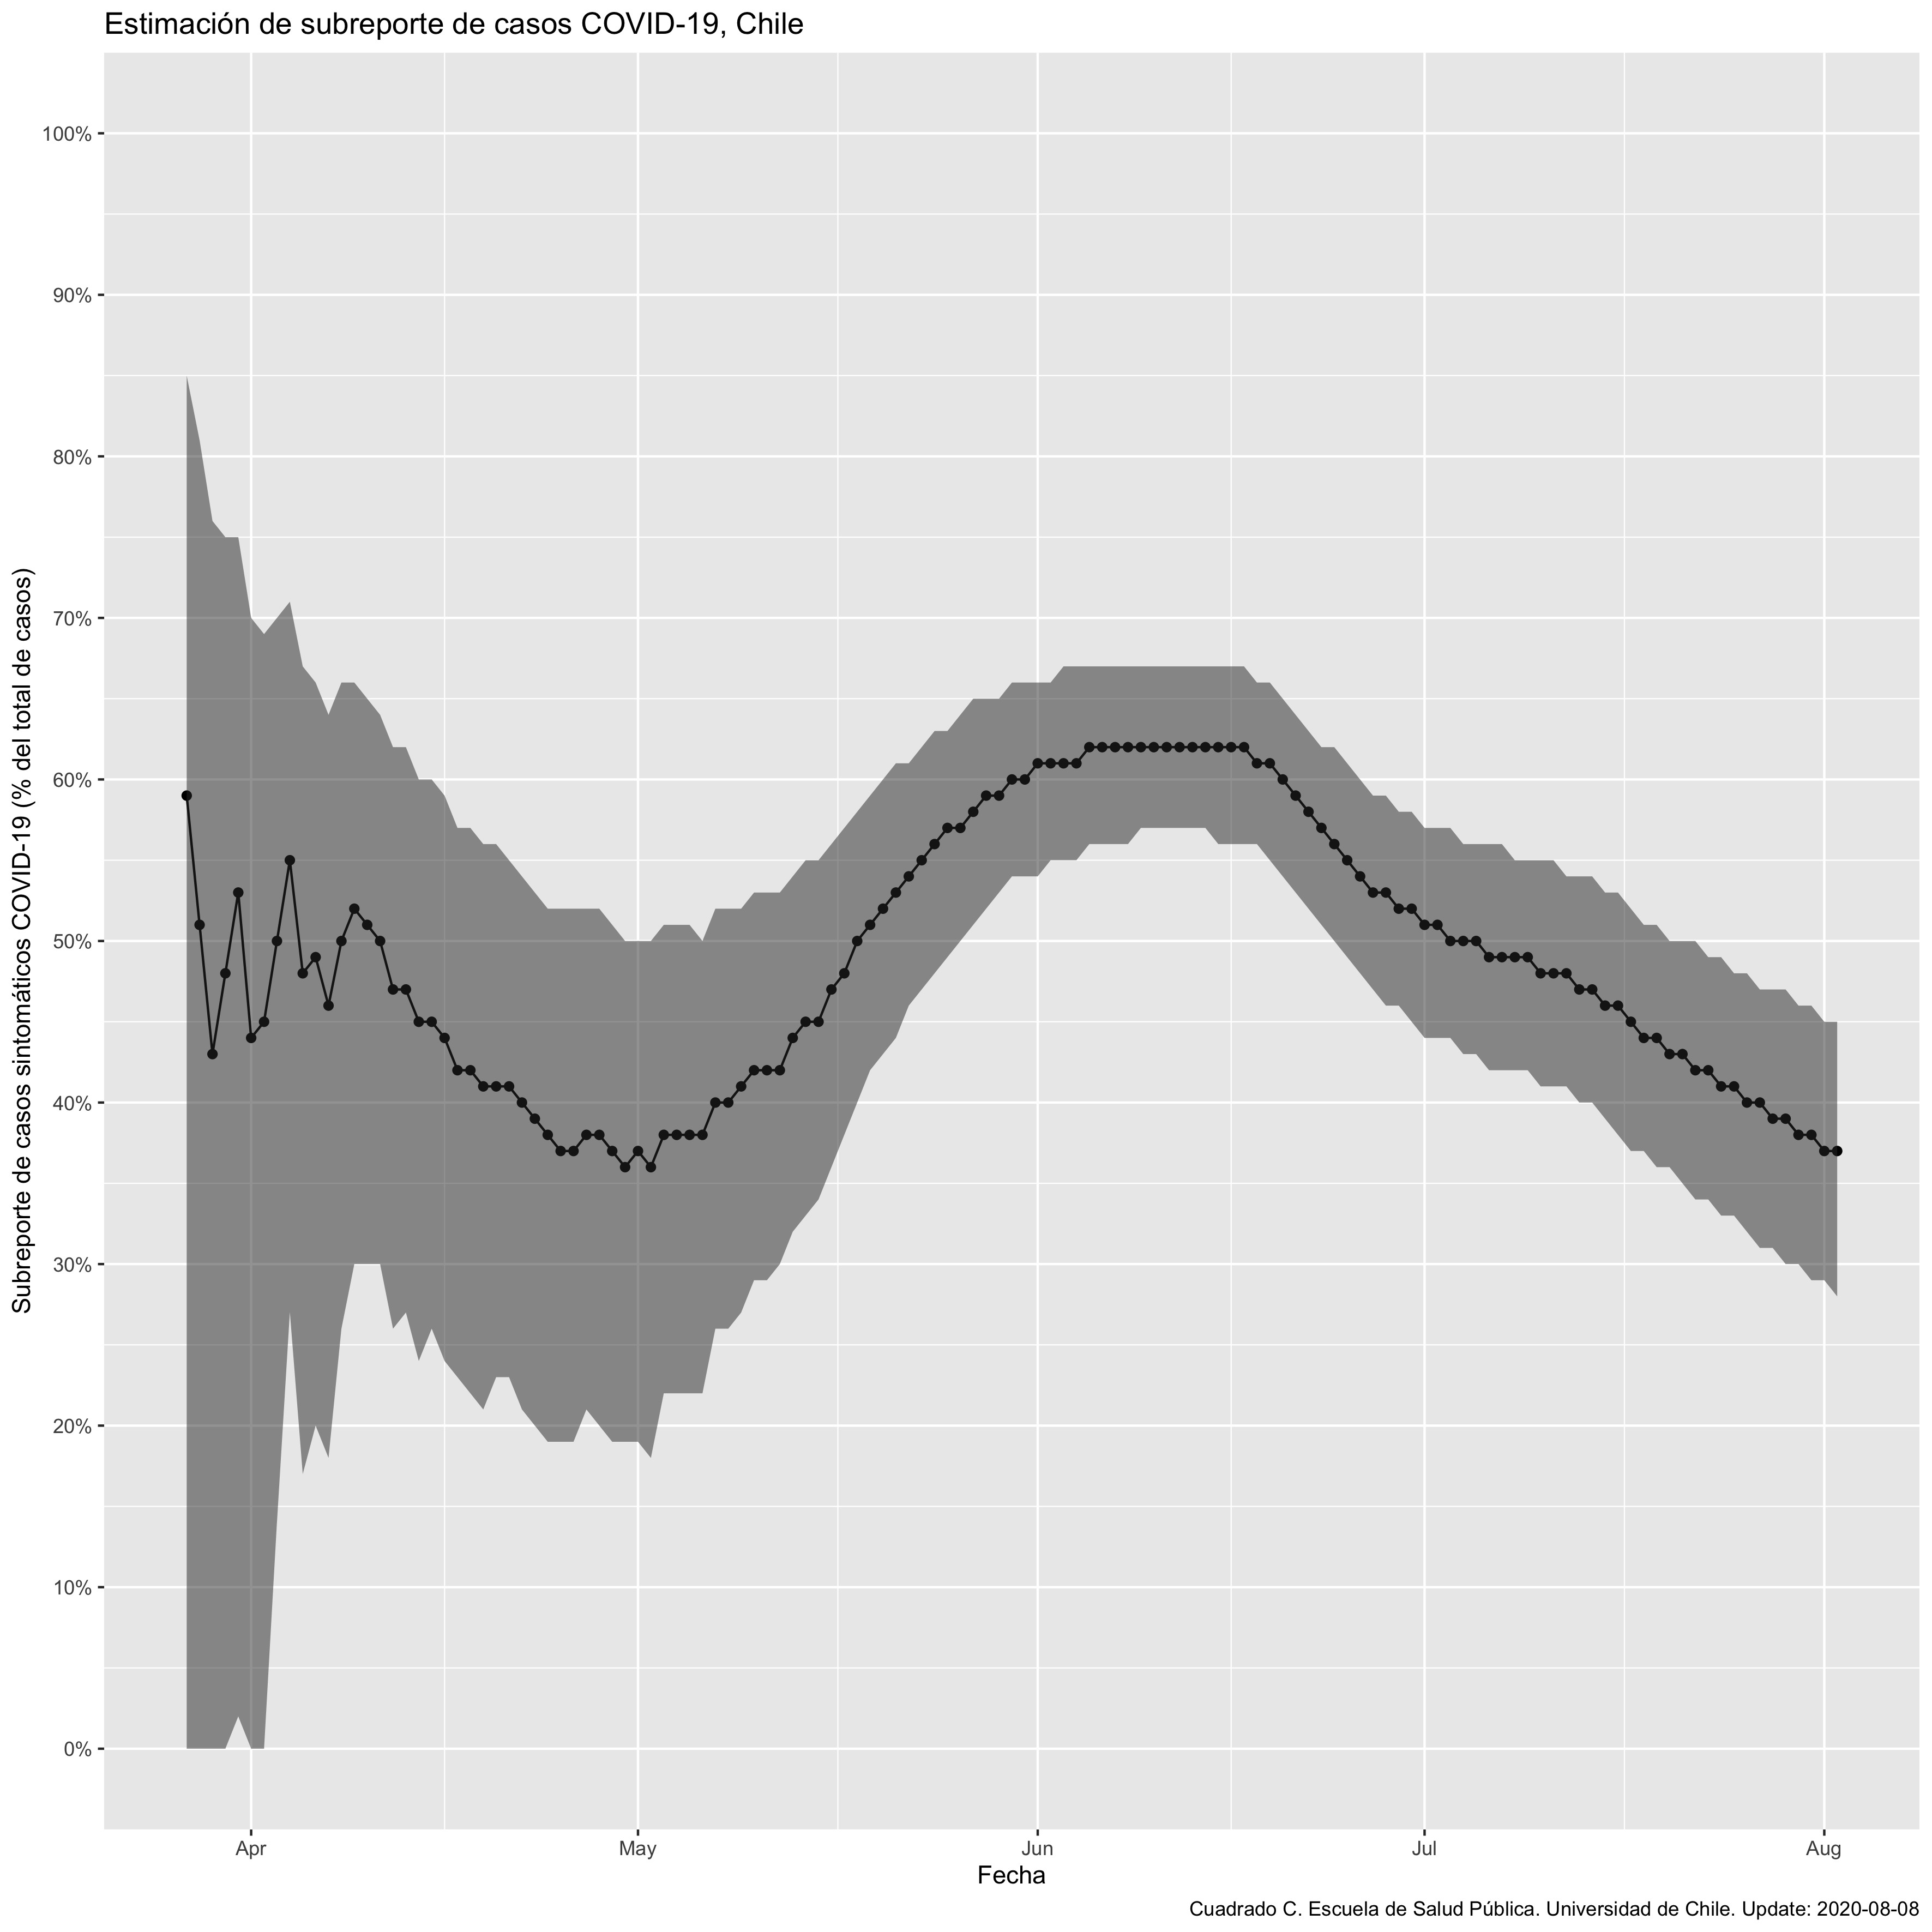 Estimación de subreporte de casos COVID-19, Chile
Subreporte de casos sintomáticos COVID-19 (% del total de casos)
100%
90%
80%
70%
60%
50%
40%
30%
20%
10%
0%
Apr
May
Jun
Jul
Aug
Fecha
Cuadrado C. Escuela de Salud Pública. Universidad de Chile. Update: 2020-08-08